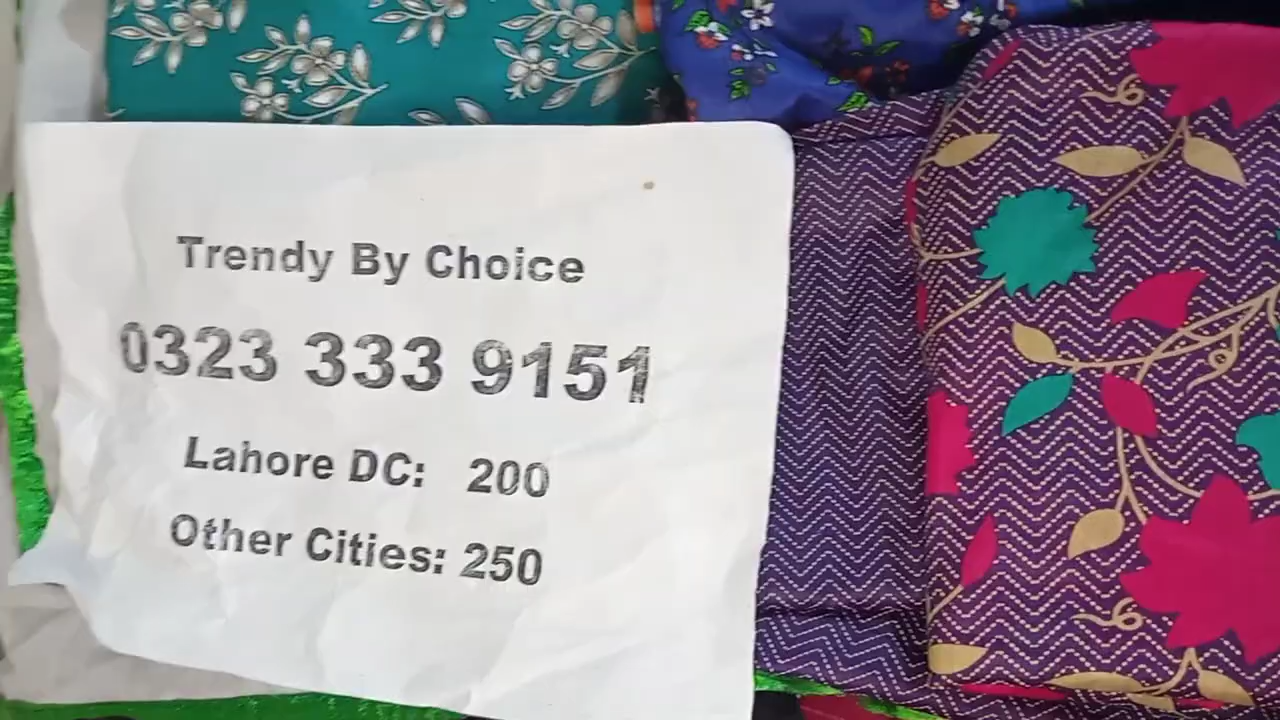 Trendy By Choice
0323 333 9151
Lahore DC: 200
Other Cities: 250